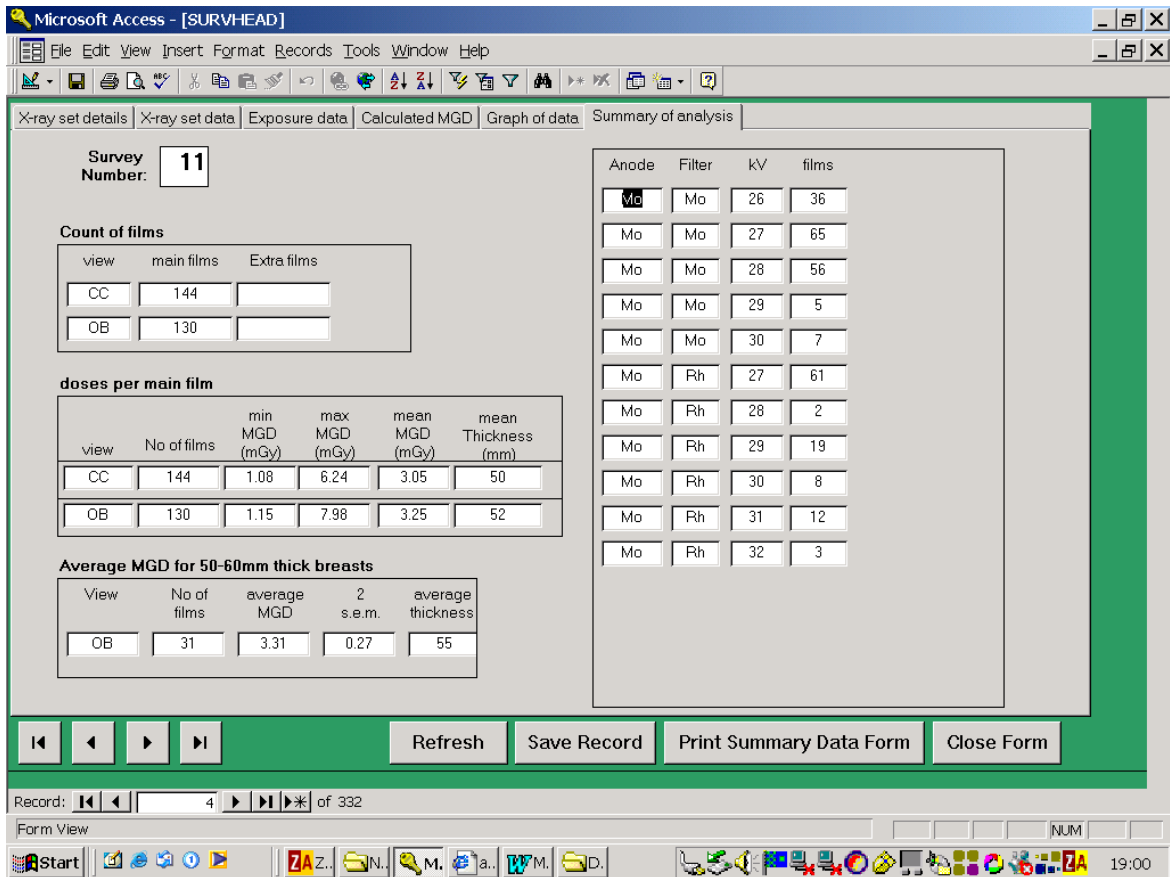 Microsoft Access - [SURVHEAD]
File Edit View Insert Format Records Tools Window Help
X-ray set details X-ray set data Exposure data Calculated MGD Graph of data Summary of analysis
Survey Number: 11
Count of films
view main films Extra films
CC 144
OB 130
doses per main film
view No of films min MGD (mGy) max MGD (mGy) mean MGD (mGy) mean Thickness (mm)
CC 144 1.08 6.24 3.05 50
OB 130 1.15 7.98 3.25 52
Average MGD for 50-60mm thick breasts
View No of films average MGD 2 s.e.m. average thickness
OB 31 3.31 0.27 55
Anode Filter kV films
Mo Mo 26 36
Mo Mo 27 65
Mo Mo 28 56
Mo Mo 29 5
Mo Mo 30 7
Mo Rh 27 61
Mo Rh 28 2
Mo Rh 29 19
Mo Rh 30 8
Mo Rh 31 12
Mo Rh 32 3
Refresh Save Record Print Summary Data Form Close Form
Record: 4 of 332
Form View NUM
Start ZA Z.. N.. M. a.. W M. D. ZA 19:00